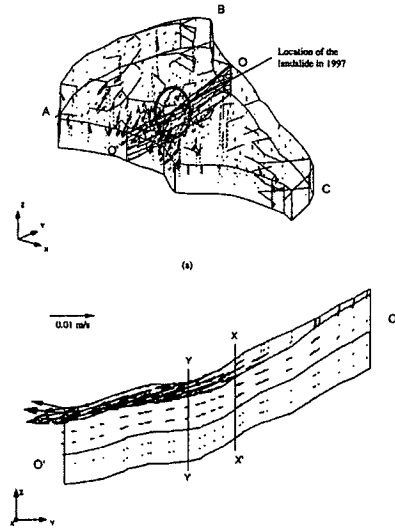 B
Location of the
landslide in 1997
O
A
O'
C
Z
Y
X
(a)
0.01 m/s
O
X
Y
O'
Y'
X'
Z
X
Y